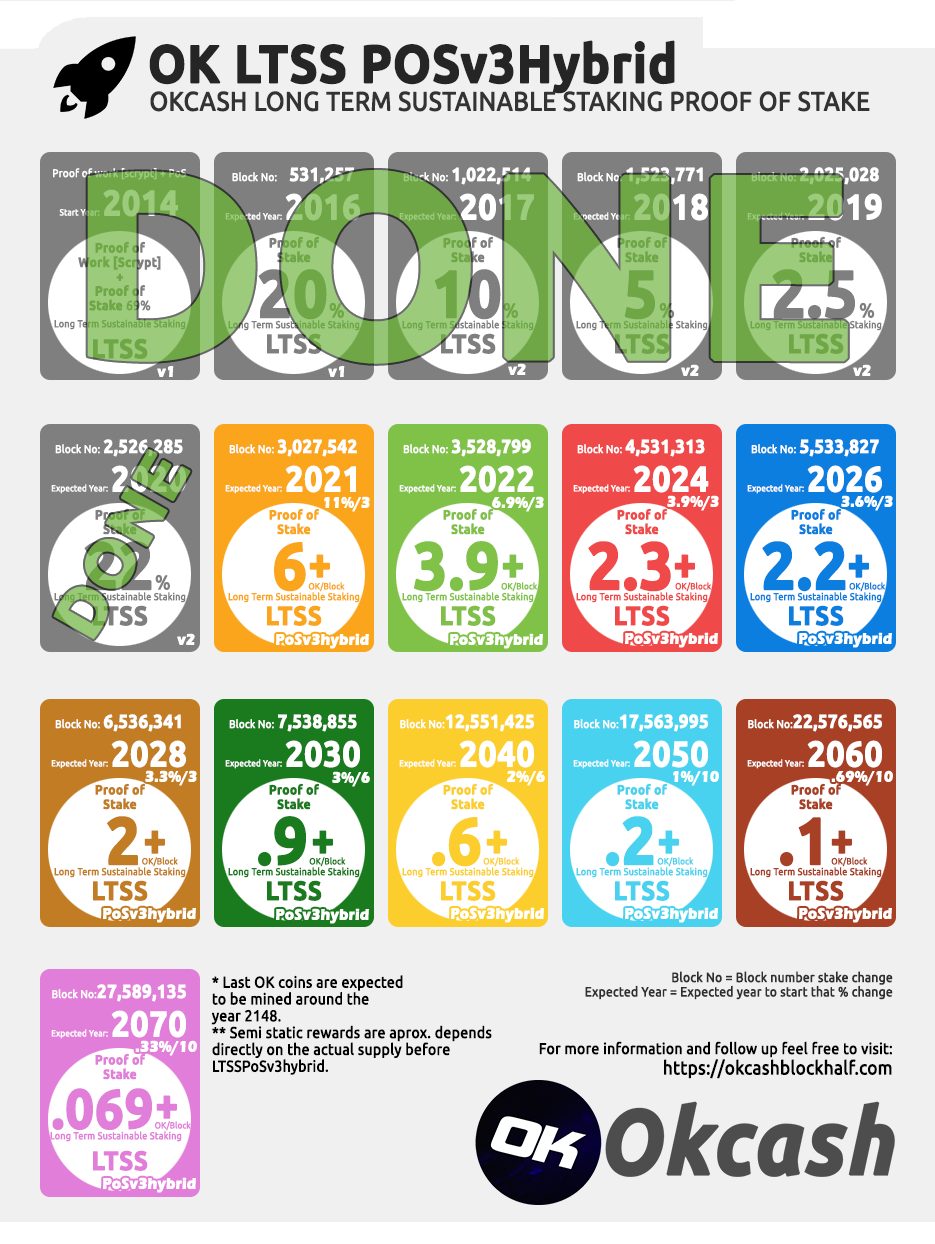 OK LTSS POSv3Hybrid
OKCASH LONG TERM SUSTAINABLE STAKING PROOF OF STAKE
Proof of work [scrypt] + PoS
Start Year: 2014
Proof of
Work [Scrypt]
+
Proof of
Stake 69%
Long Term Sustainable Staking
LTSS
v1
Block No: 531,257
Expected Year: 2016
Proof of
Stake
20%
Long Term Sustainable Staking
LTSS
v1
Block No: 1,022,514
Expected Year: 2017
Proof of
Stake
10%
Long Term Sustainable Staking
LTSS
v2
Block No: 1,523,771
Expected Year: 2018
Proof of
Stake
5%
Long Term Sustainable Staking
LTSS
v2
Block No: 2,025,028
Expected Year: 2019
Proof of
Stake
2.5%
Long Term Sustainable Staking
LTSS
v2
DONE
Block No: 2,526,285
Expected Year: 2020
Proof of
Stake
%
Long Term Sustainable Staking
LTSS
v2
DONE
Block No: 3,027,542
Expected Year: 2021
11%/3
Proof of
Stake
6+
OK/Block
Long Term Sustainable Staking
LTSS
PoSv3hybrid
Block No: 3,528,799
Expected Year: 2022
6.9%/3
Proof of
Stake
3.9+
OK/Block
Long Term Sustainable Staking
LTSS
PoSv3hybrid
Block No: 4,531,313
Expected Year: 2024
3.9%/3
Proof of
Stake
2.3+
OK/Block
Long Term Sustainable Staking
LTSS
PoSv3hybrid
Block No: 5,533,827
Expected Year: 2026
3.6%/3
Proof of
Stake
2.2+
OK/Block
Long Term Sustainable Staking
LTSS
PoSv3hybrid
Block No: 6,536,341
Expected Year: 2028
3.3%/3
Proof of
Stake
2+
OK/Block
Long Term Sustainable Staking
LTSS
PoSv3hybrid
Block No: 7,538,855
Expected Year: 2030
3%/6
Proof of
Stake
.9+
OK/Block
Long Term Sustainable Staking
LTSS
PoSv3hybrid
Block No:12,551,425
Expected Year: 2040
2%/6
Proof of
Stake
.6+
OK/Block
Long Term Sustainable Staking
LTSS
PoSv3hybrid
Block No:17,563,995
Expected Year: 2050
1%/10
Proof of
Stake
.2+
OK/Block
Long Term Sustainable Staking
LTSS
PoSv3hybrid
Block No:22,576,565
Expected Year: 2060
.69%/10
Proof of
Stake
.1+
OK/Block
Long Term Sustainable Staking
LTSS
PoSv3hybrid
Block No:27,589,135
Expected Year: 2070
.33%/10
Proof of
Stake
.069+
OK/Block
Long Term Sustainable Staking
LTSS
PoSv3hybrid
* Last OK coins are expected
to be mined around the
year 2148.
** Semi static rewards are aprox. depends
directly on the actual supply before
LTSSPoSv3hybrid.
Block No = Block number stake change
Expected Year = Expected year to start that % change
For more information and follow up feel free to visit:
https://okcashblockhalf.com
OK
Okcash